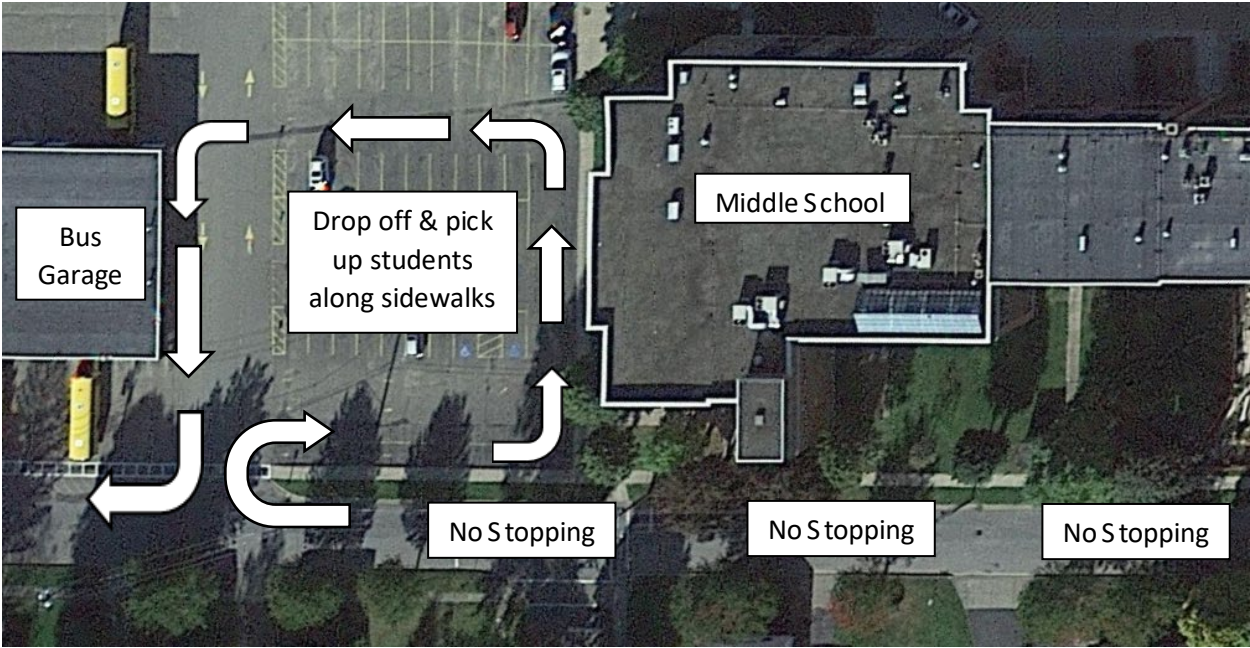 Middle School
Bus
Garage
Drop off & pick
up students
along sidewalks
No Stopping
No Stopping
No Stopping